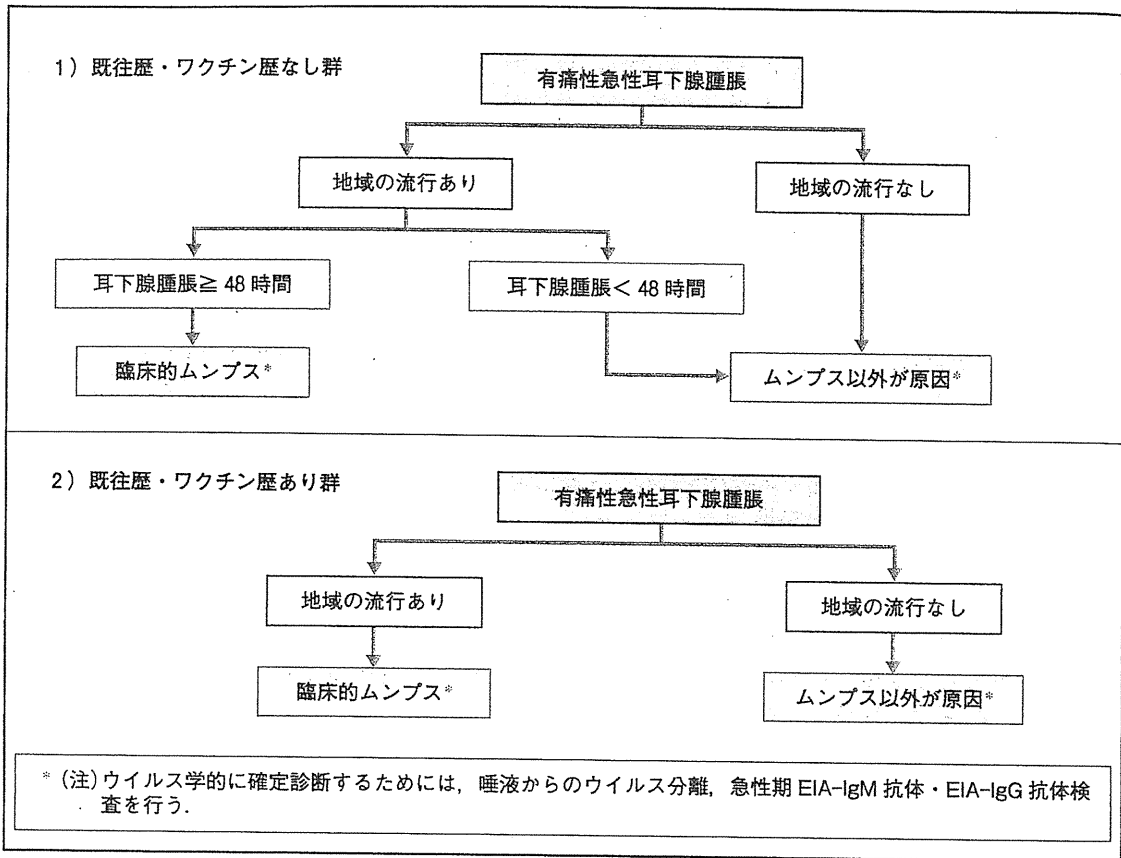 1）既往歴・ワクチン歴なし群
有痛性急性耳下腺腫脹
地域の流行あり
地域の流行なし
耳下腺腫脹≧48時間
耳下腺腫脹＜48時間
臨床的ムンプス*
ムンプス以外が原因*
2）既往歴・ワクチン歴あり群
有痛性急性耳下腺腫脹
地域の流行あり
地域の流行なし
臨床的ムンプス*
ムンプス以外が原因*
*（注）ウイルス学的に確定診断するためには，唾液からのウイルス分離，急性期EIA-IgM抗体・EIA-IgG抗体検
査を行う．